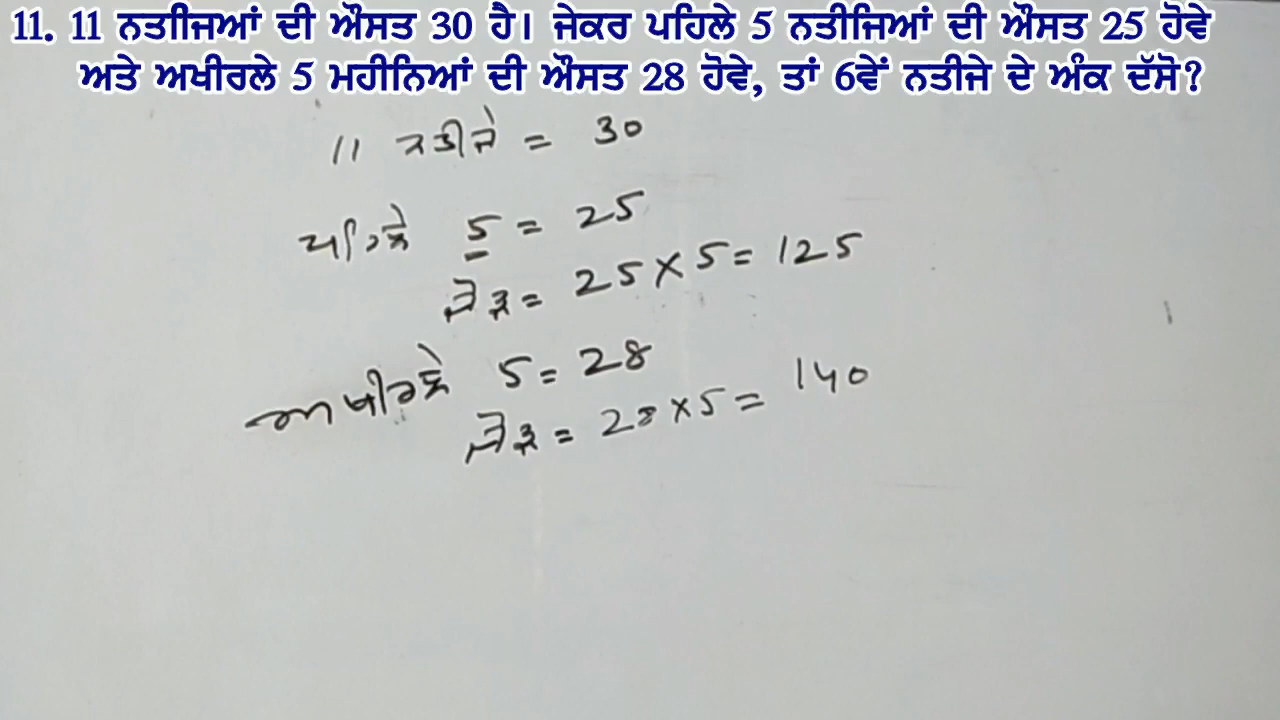 11. 11 ਨਤੀਜਿਆਂ ਦੀ ਔਸਤ 30 ਹੈ। ਜੇਕਰ ਪਹਿਲੇ 5 ਨਤੀਜਿਆਂ ਦੀ ਔਸਤ 25 ਹੋਵੇ
ਅਤੇ ਅਖੀਰਲੇ 5 ਮਹੀਨਿਆਂ ਦੀ ਔਸਤ 28 ਹੋਵੇ, ਤਾਂ 6ਵੇਂ ਨਤੀਜੇ ਦੇ ਅੰਕ ਦੱਸੋ?
11 ਨਤੀਜੇ = 30
ਪਹਿਲੇ 5 = 25
ਜੋੜ = 25 × 5 = 125
ਅਖੀਰਲੇ 5 = 28
ਜੋੜ = 28 × 5 = 140